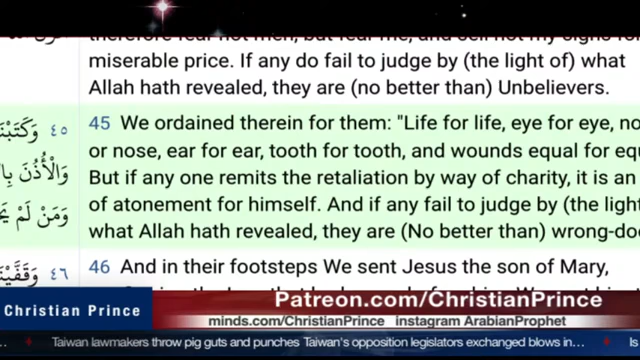 miserable price. If any do fail to judge by (the light of) what
Allah hath revealed, they are (no better than) Unbelievers.
٤٥
45 We ordained therein for them: "Life for life, eye for eye, no
or nose, ear for ear, tooth for tooth, and wounds equal for equ
But if any one remits the retaliation by way of charity, it is an
of atonement for himself. And if any fail to judge by (the light
what Allah hath revealed, they are (No better than) wrong-do
وَالْأُذُنَ
وَمَنْ لَمْ
٤٦
46 And in their footsteps We sent Jesus the son of Mary,
Christian Prince
Patreon.com/ChristianPrince
minds.com/ChristianPrince instagram ArabianProphet
Taiwan lawmakers throw pig guts and punches Taiwan's opposition legislators exchanged blows in...
Is